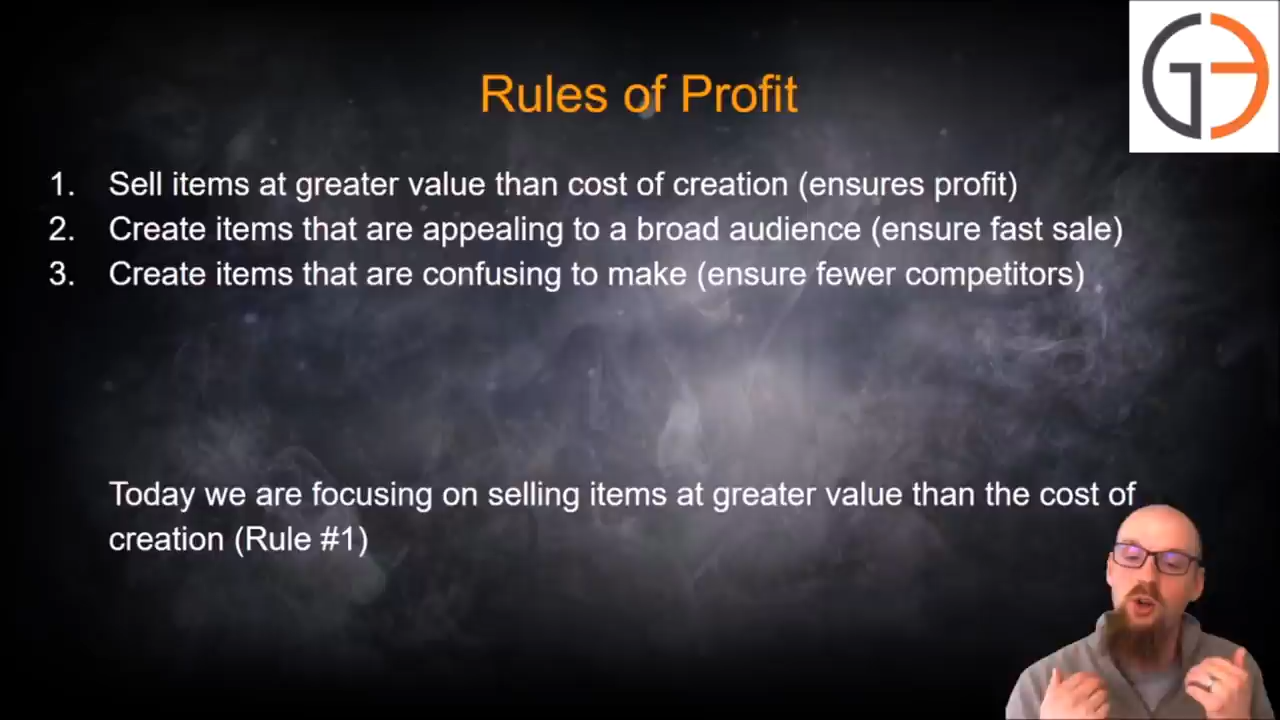 Rules of Profit
1. Sell items at greater value than cost of creation (ensures profit)
2. Create items that are appealing to a broad audience (ensure fast sale)
3. Create items that are confusing to make (ensure fewer competitors)
Today we are focusing on selling items at greater value than the cost of
creation (Rule #1)